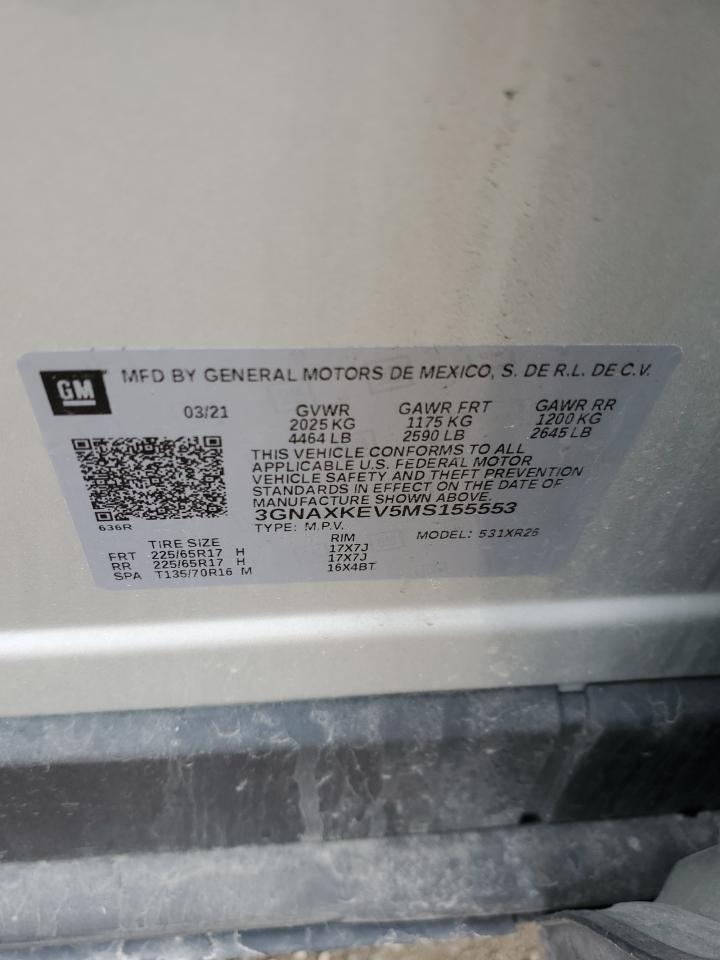 GM MFD BY GENERAL MOTORS DE MEXICO, S. DE R.L. DE C.V.
03/21 GVWR GAWR FRT GAWR RR
2025 KG 1175 KG 1200 KG
4464 LB 2590 LB 2645 LB
THIS VEHICLE CONFORMS TO ALL
APPLICABLE U.S. FEDERAL MOTOR
VEHICLE SAFETY AND THEFT PREVENTION
STANDARDS IN EFFECT ON THE DATE OF
MANUFACTURE SHOWN ABOVE.
3GNAXKEV5MS155553
636R TYPE: M.P.V. MODEL: 531XR26
TIRE SIZE RIM
FRT 225/65R17 H 17X7J
RR 225/65R17 H 17X7J
SPA T135/70R16 M 16X4BT